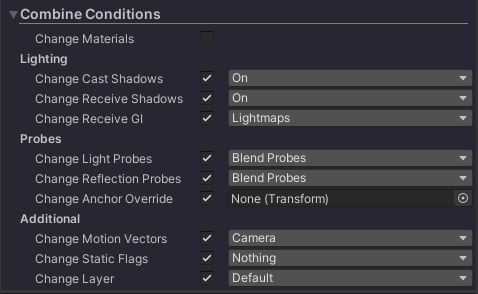 Combine Conditions
Change Materials
Lighting
Change Cast Shadows On
Change Receive Shadows On
Change Receive GI Lightmaps
Probes
Change Light Probes Blend Probes
Change Reflection Probes Blend Probes
Change Anchor Override None (Transform)
Additional
Change Motion Vectors Camera
Change Static Flags Nothing
Change Layer Default